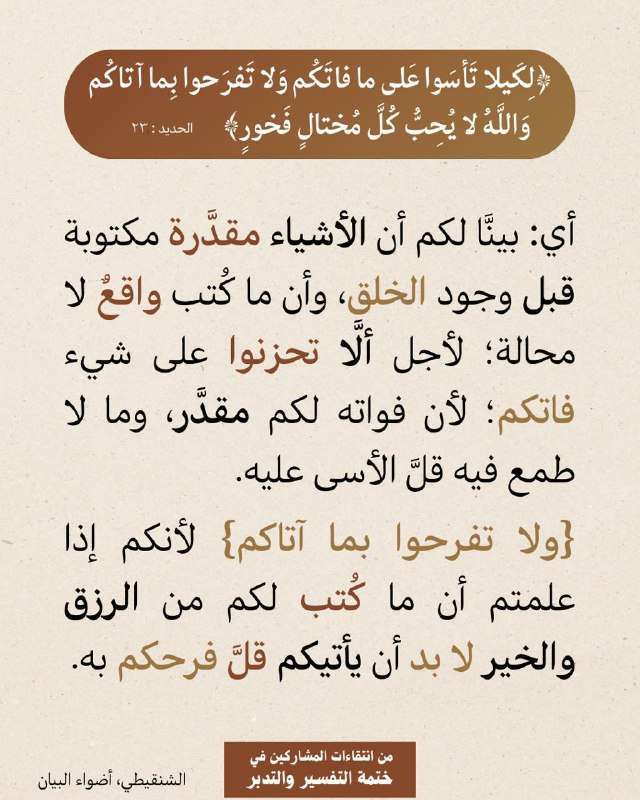 ﴿لِكَيلا تَأسَوا عَلى ما فاتَكُم وَلا تَفرَحوا بِما آتاكُم
وَاللَّهُ لا يُحِبُّ كُلَّ مُختالٍ فَخورٍ﴾ الحديد : ٢٣
أي: بينَّا لكم أن الأشياء مقدَّرة مكتوبة
قبل وجود الخلق، وأن ما كُتب واقعٌ لا
محالة؛ لأجل ألَّا تحزنوا على شيء
فاتكم؛ لأن فواته لكم مقدَّر، وما لا
طمع فيه قلَّ الأسى عليه.
{ولا تفرحوا بما آتاكم} لأنكم إذا
علمتم أن ما كُتب لكم من الرزق
والخير لا بد أن يأتيكم قلَّ فرحكم به.
من انتقاءات المشاركين في
ختمة التفسير والتدبر
الشنقيطي، أضواء البيان